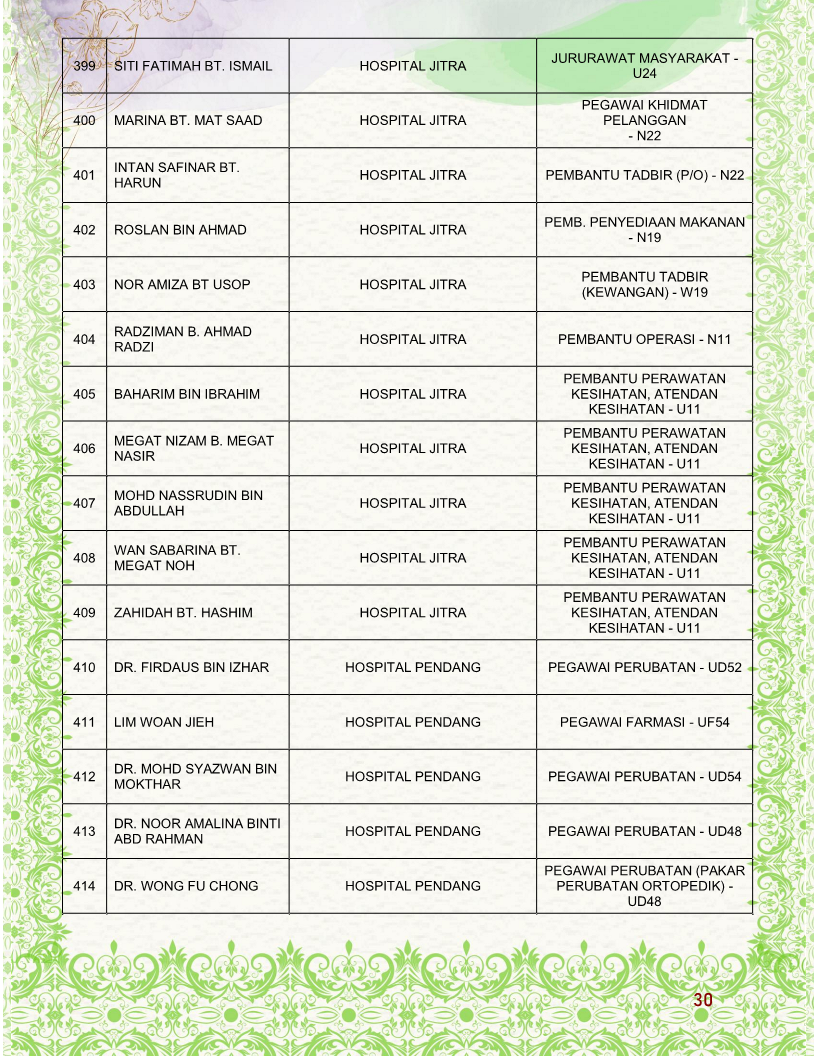 399 SITI FATIMAH BT. ISMAIL HOSPITAL JITRA JURURAWAT MASYARAKAT -
U24
400 MARINA BT. MAT SAAD HOSPITAL JITRA PEGAWAI KHIDMAT
PELANGGAN
- N22
401 INTAN SAFINAR BT.
HARUN HOSPITAL JITRA PEMBANTU TADBIR (P/O) - N22
402 ROSLAN BIN AHMAD HOSPITAL JITRA PEMB. PENYEDIAAN MAKANAN
- N19
403 NOR AMIZA BT USOP HOSPITAL JITRA PEMBANTU TADBIR
(KEWANGAN) - W19
404 RADZIMAN B. AHMAD
RADZI HOSPITAL JITRA PEMBANTU OPERASI - N11
405 BAHARIM BIN IBRAHIM HOSPITAL JITRA PEMBANTU PERAWATAN
KESIHATAN, ATENDAN
KESIHATAN - U11
406 MEGAT NIZAM B. MEGAT
NASIR HOSPITAL JITRA PEMBANTU PERAWATAN
KESIHATAN, ATENDAN
KESIHATAN - U11
407 MOHD NASSRUDIN BIN
ABDULLAH HOSPITAL JITRA PEMBANTU PERAWATAN
KESIHATAN, ATENDAN
KESIHATAN - U11
408 WAN SABARINA BT.
MEGAT NOH HOSPITAL JITRA PEMBANTU PERAWATAN
KESIHATAN, ATENDAN
KESIHATAN - U11
409 ZAHIDAH BT. HASHIM HOSPITAL JITRA PEMBANTU PERAWATAN
KESIHATAN, ATENDAN
KESIHATAN - U11
410 DR. FIRDAUS BIN IZHAR HOSPITAL PENDANG PEGAWAI PERUBATAN - UD52
411 LIM WOAN JIEH HOSPITAL PENDANG PEGAWAI FARMASI - UF54
412 DR. MOHD SYAZWAN BIN
MOKTHAR HOSPITAL PENDANG PEGAWAI PERUBATAN - UD54
413 DR. NOOR AMALINA BINTI
ABD RAHMAN HOSPITAL PENDANG PEGAWAI PERUBATAN - UD48
414 DR. WONG FU CHONG HOSPITAL PENDANG PEGAWAI PERUBATAN (PAKAR
PERUBATAN ORTOPEDIK) -
UD48
30